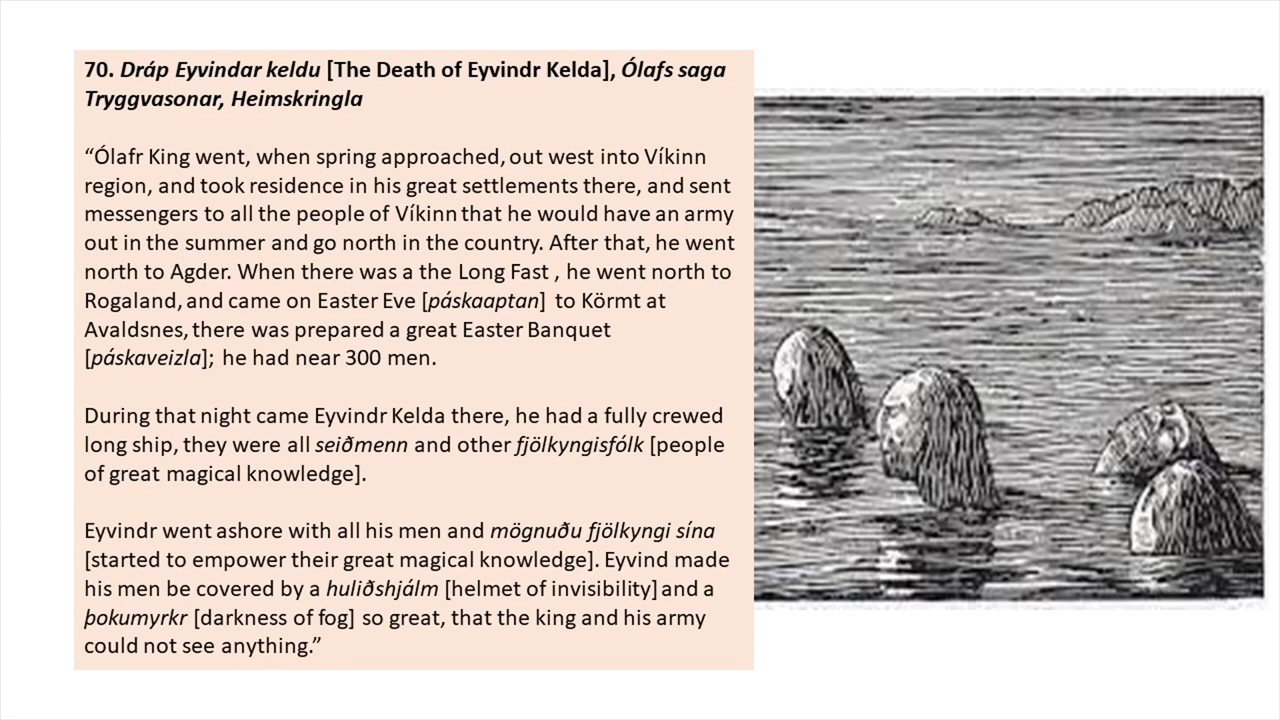 70. Dráp Eyvindar keldu [The Death of Eyvindr Kelda], Ólafs saga
Tryggvasonar, Heimskringla
“Ólafr King went, when spring approached, out west into Víkinn
region, and took residence in his great settlements there, and sent
messengers to all the people of Víkinn that he would have an army
out in the summer and go north in the country. After that, he went
north to Agder. When there was a the Long Fast , he went north to
Rogaland, and came on Easter Eve [páskaaptan] to Körmt at
Avaldsnes, there was prepared a great Easter Banquet
[páskaveizla]; he had near 300 men.
During that night came Eyvindr Kelda there, he had a fully crewed
long ship, they were all seiðmenn and other fjölkyngisfólk [people
of great magical knowledge].
Eyvindr went ashore with all his men and mögnuðu fjölkyngi sína
[started to empower their great magical knowledge]. Eyvind made
his men be covered by a huliðshjálm [helmet of invisibility] and a
þokumyrkr [darkness of fog] so great, that the king and his army
could not see anything.”